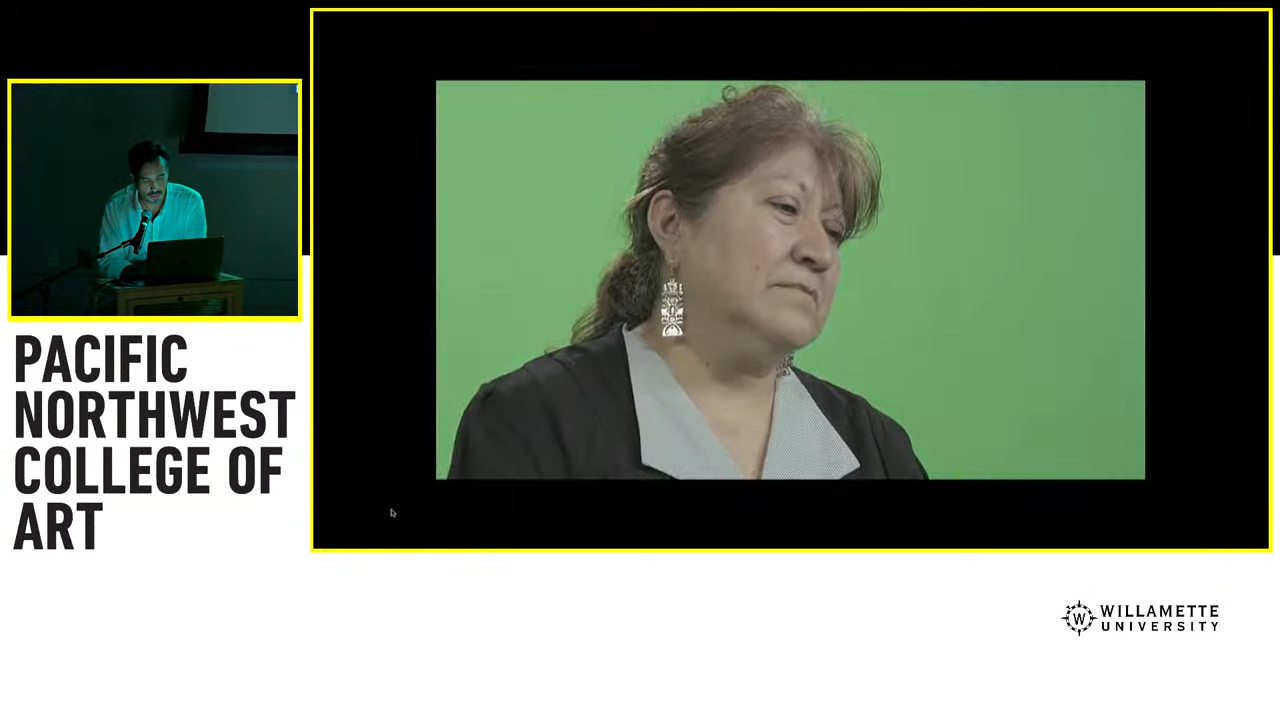 PACIFIC
NORTHWEST
COLLEGE OF
ART
WILLAMETTE
UNIVERSITY